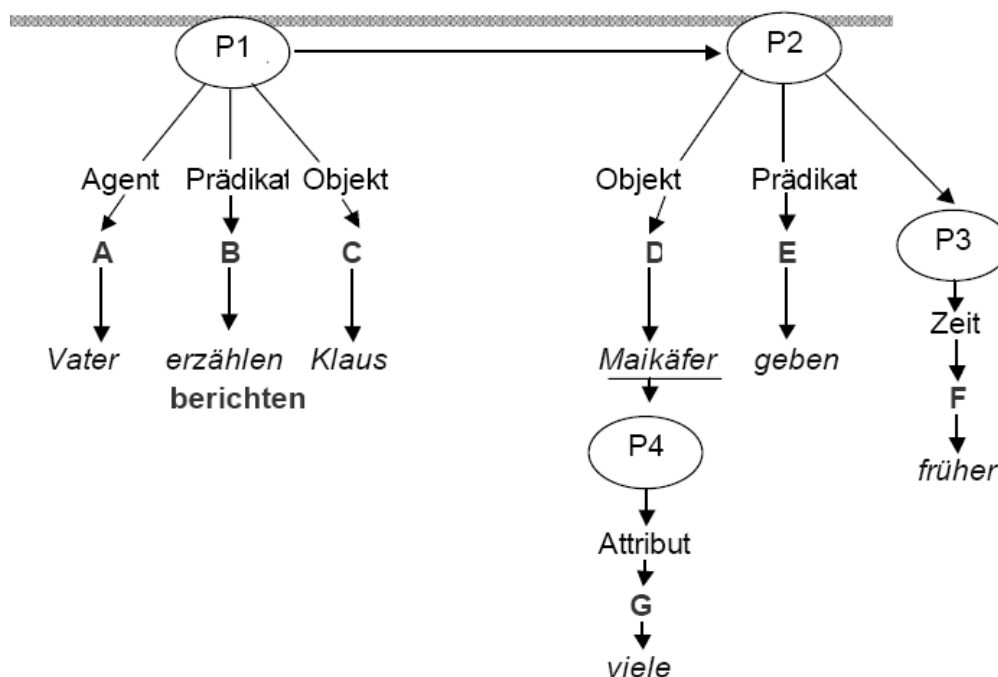 P1
P2
Agent Prädikat Objekt
Objekt Prädikat
P3
A B C
D E
Zeit
Vater erzählen Klaus
Maikäfer geben
berichten
F
P4
früher
Attribut
G
viele